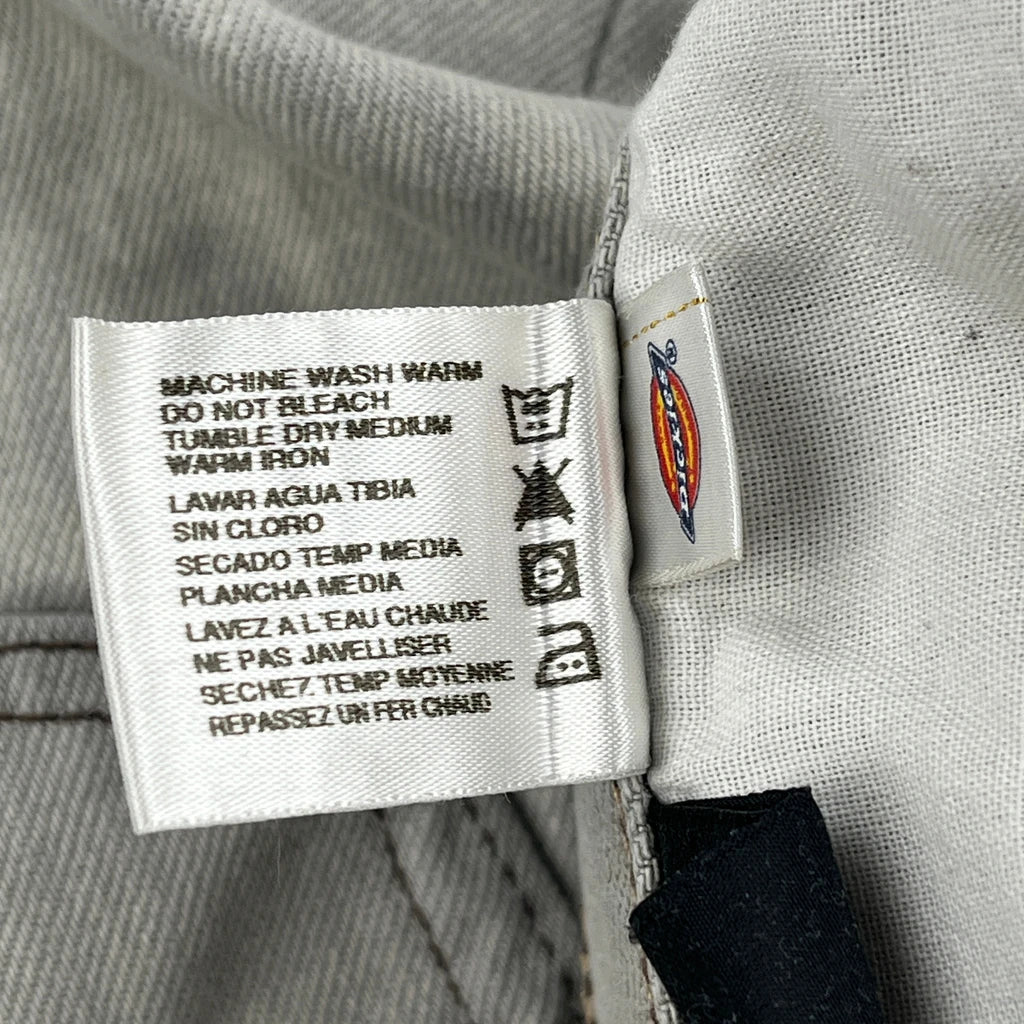 MACHINE WASH WARM
DO NOT BLEACH
TUMBLE DRY MEDIUM
WARM IRON
LAVAR AGUA TIBIA
SIN CLORO
SECADO TEMP MEDIA
PLANCHA MEDIA
LAVEZ A L'EAU CHAUDE
NE PAS JAVELLISER
SECHEZ TEMP MOYENNE
REPASSEZ UN FER CHAUD
Dickies®